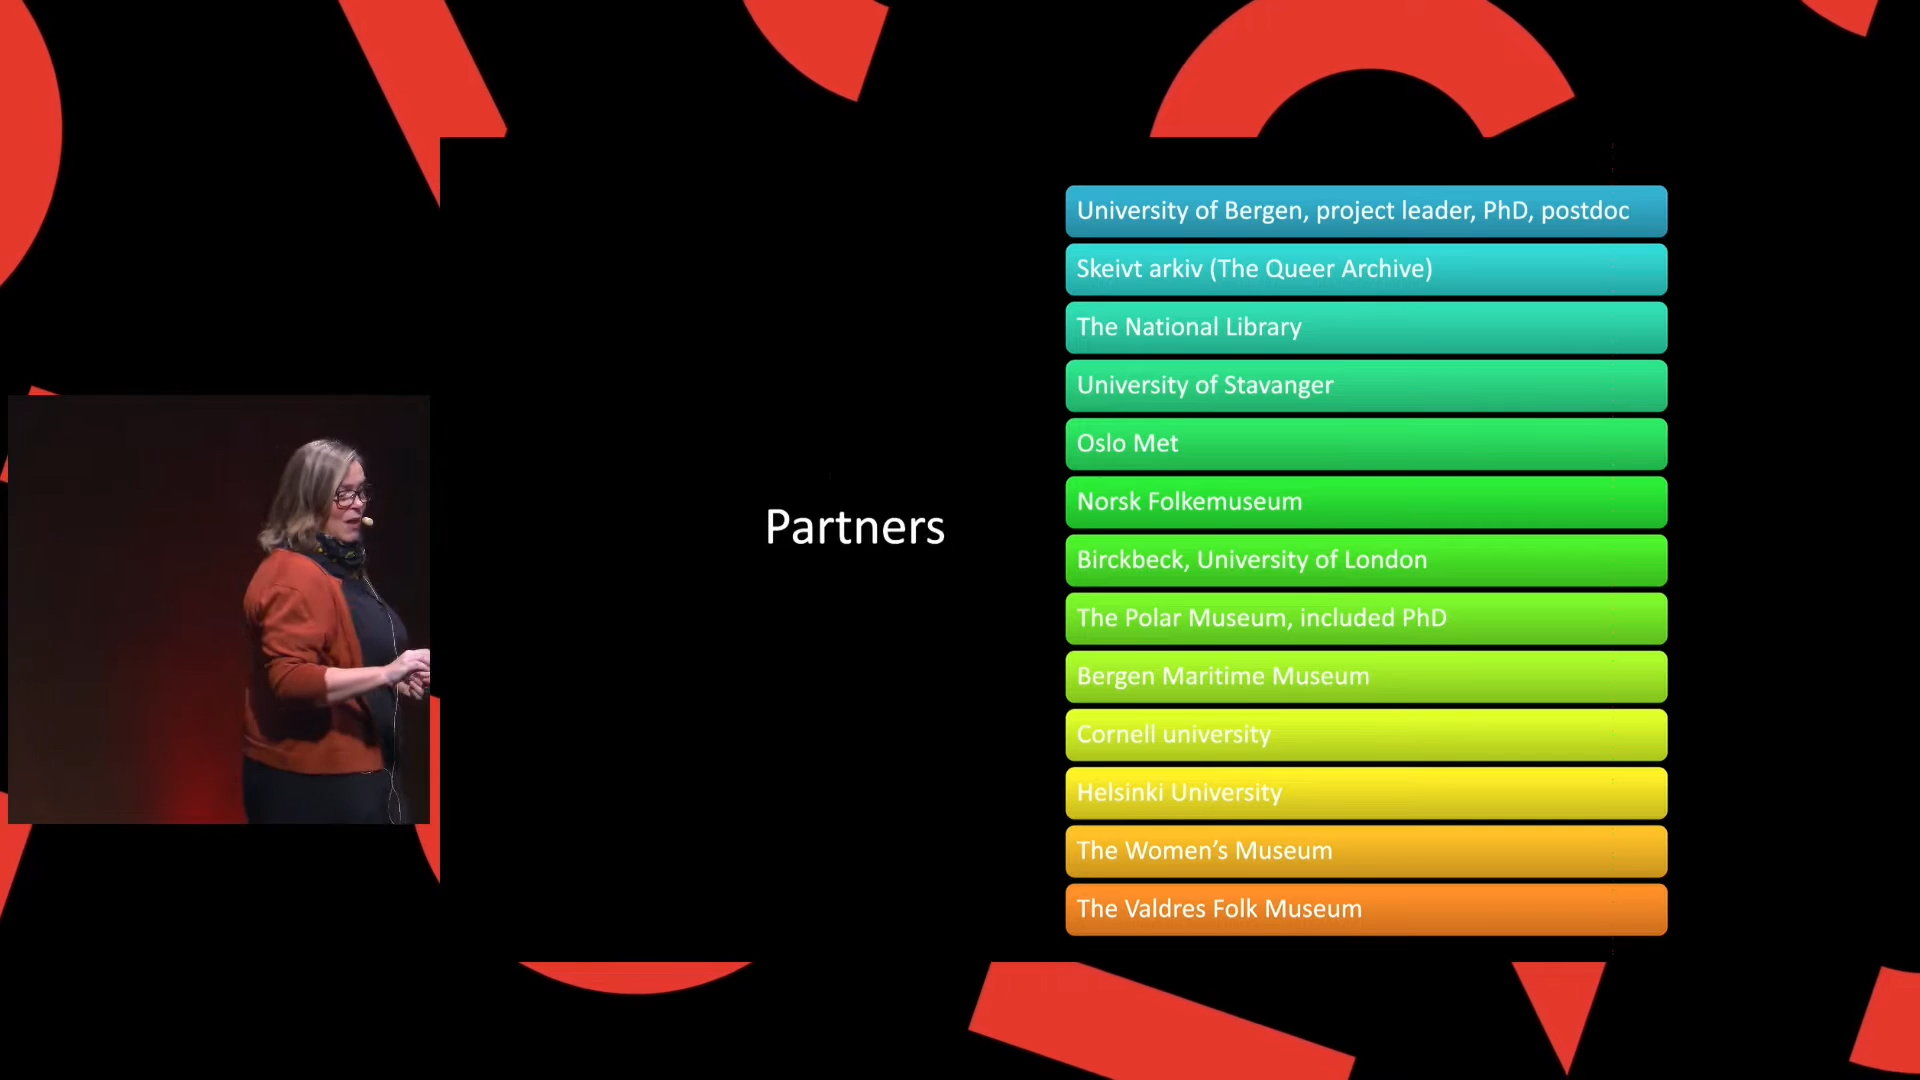 Partners
University of Bergen, project leader, PhD, postdoc
Skeivt arkiv (The Queer Archive)
The National Library
University of Stavanger
Oslo Met
Norsk Folkemuseum
Birckbeck, University of London
The Polar Museum, included PhD
Bergen Maritime Museum
Cornell university
Helsinki University
The Women’s Museum
The Valdres Folk Museum